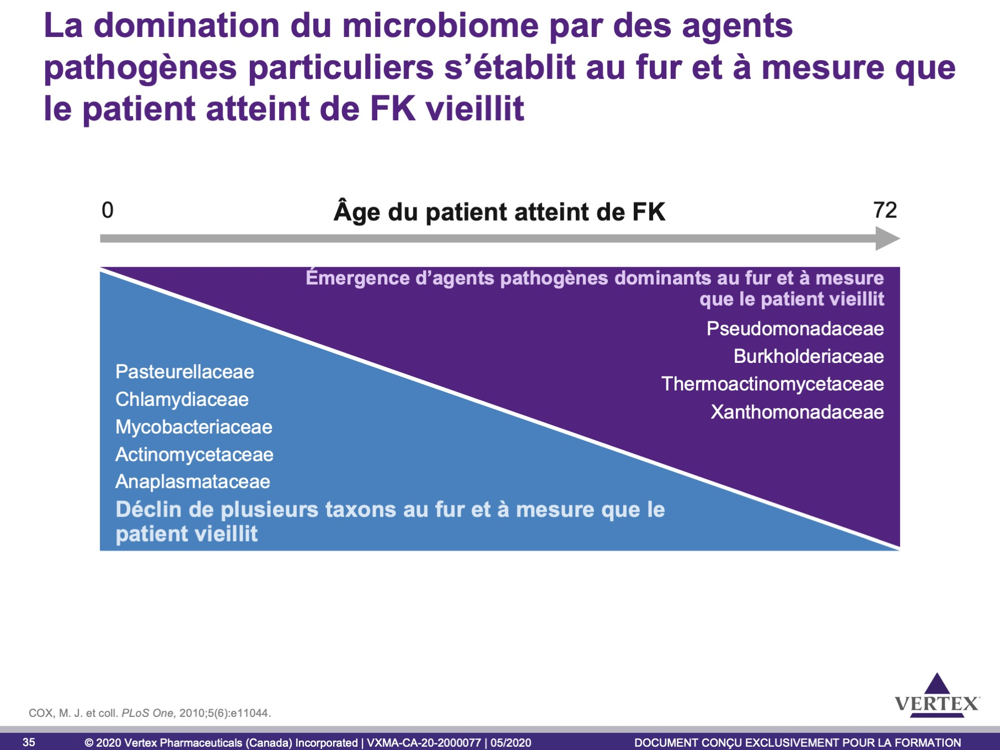 La domination du microbiome par des agents
pathogènes particuliers s’établit au fur et à mesure que
le patient atteint de FK vieillit
0
Âge du patient atteint de FK
72
Émergence d’agents pathogènes dominants au fur et à mesure
que le patient vieillit
Pseudomonadaceae
Burkholderiaceae
Thermoactinomycetaceae
Xanthomonadaceae
Pasteurellaceae
Chlamydiaceae
Mycobacteriaceae
Actinomycetaceae
Anaplasmataceae
Déclin de plusieurs taxons au fur et à mesure que le
patient vieillit
VERTEX
COX, M. J. et coll. PLoS One, 2010;5(6):e11044.
35
© 2020 Vertex Pharmaceuticals (Canada) Incorporated | VXMA-CA-20-2000077 | 05/2020
DOCUMENT CONÇU EXCLUSIVEMENT POUR LA FORMATION